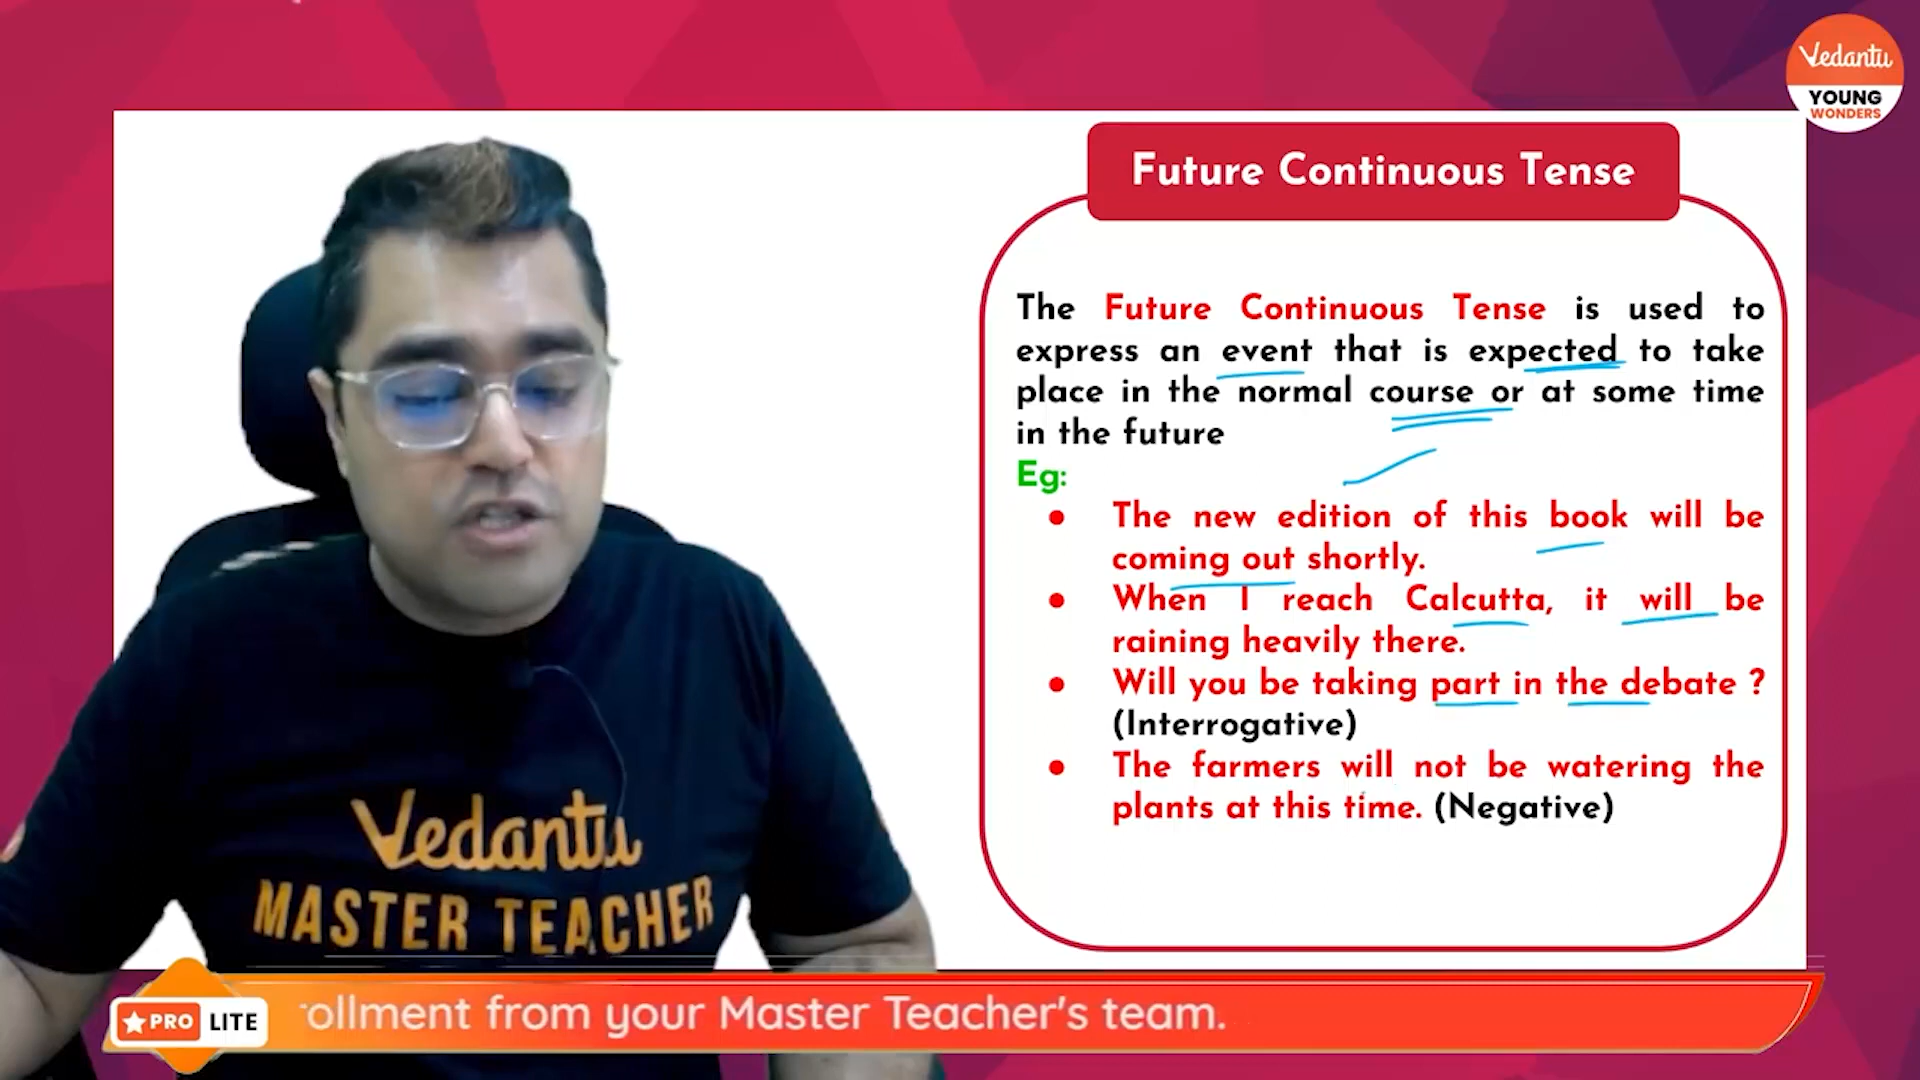 Vedantu
YOUNG
WONDERS
Future Continuous Tense
The Future Continuous Tense is used to
express an event that is expected to take
place in the normal course or at some time
in the future
Eg:
● The new edition of this book will be
coming out shortly.
● When I reach Calcutta, it will be
raining heavily there.
● Will you be taking part in the debate ?
(Interrogative)
● The farmers will not be watering the
plants at this time. (Negative)
Vedantu
MASTER TEACHER
PRO LITE
ollment from your Master Teacher's team.